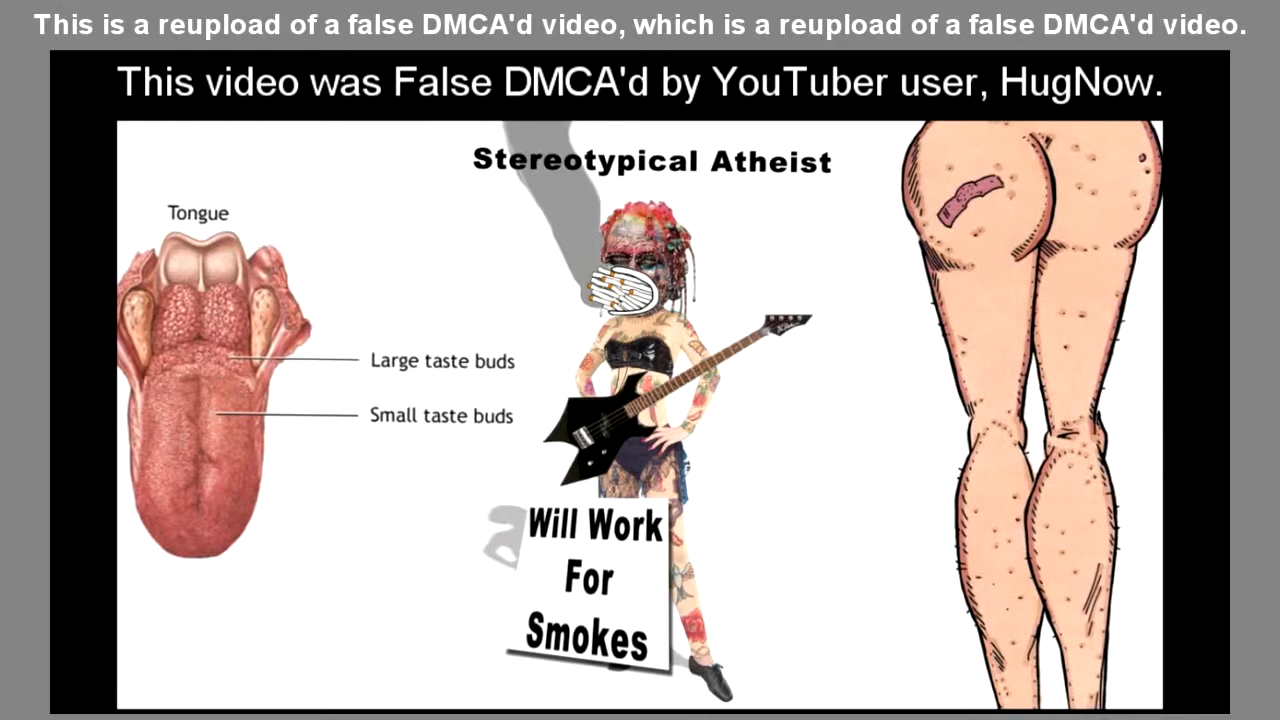 This is a reupload of a false DMCA'd video, which is a reupload of a false DMCA'd video.
This video was False DMCA'd by YouTuber user, HugNow.
Stereotypical Atheist
Tongue
Large taste buds
Small taste buds
Will Work
For
Smokes